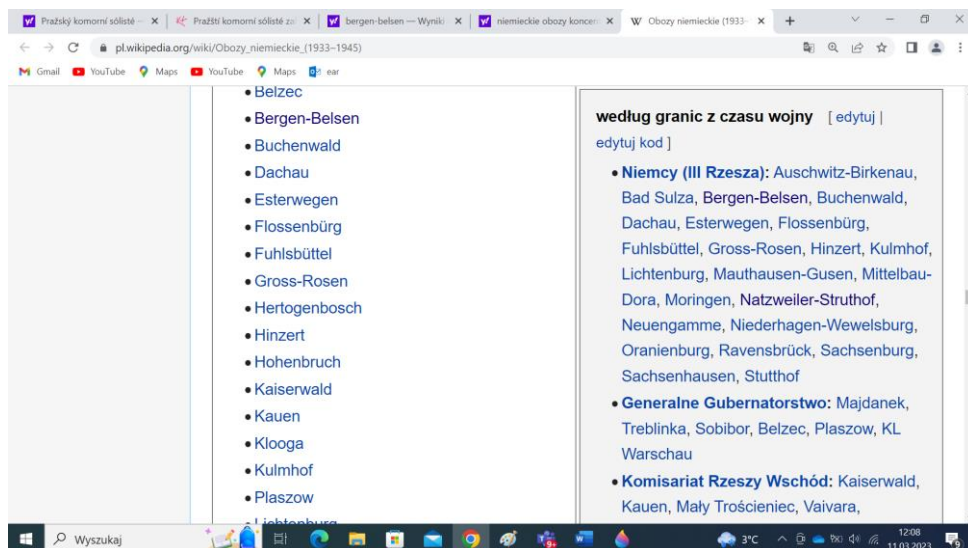 Pražský komorní sólisté —
Pražští komorní sólisté za
bergen-belsen — Wyniki
niemieckie obozy koncen
W Obozy niemieckie (1933–
pl.wikipedia.org/wiki/Obozy_niemieckie_(1933–1945)
Gmail YouTube Maps YouTube Maps ear
• Belzec
• Bergen-Belsen
• Buchenwald
• Dachau
• Esterwegen
• Flossenbürg
• Fuhlsbüttel
• Gross-Rosen
• Hertogenbosch
• Hinzert
• Hohenbruch
• Kaiserwald
• Kauen
• Klooga
• Kulmhof
• Plaszow
• Lichtenburg
według granic z czasu wojny [ edytuj |
edytuj kod ]
• Niemcy (III Rzesza): Auschwitz-Birkenau,
Bad Sulza, Bergen-Belsen, Buchenwald,
Dachau, Esterwegen, Flossenbürg,
Fuhlsbüttel, Gross-Rosen, Hinzert, Kulmhof,
Lichtenburg, Mauthausen-Gusen, Mittelbau-
Dora, Moringen, Natzweiler-Struthof,
Neuengamme, Niederhagen-Wewelsburg,
Oranienburg, Ravensbrück, Sachsenburg,
Sachsenhausen, Stutthof
• Generalne Gubernatorstwo: Majdanek,
Treblinka, Sobibor, Belzec, Plaszow, KL
Warschau
• Komisariat Rzeszy Wschód: Kaiserwald,
Kauen, Mały Trościeniec, Vaivara,
Wyszukaj
3°C
12:08
11.03.2023